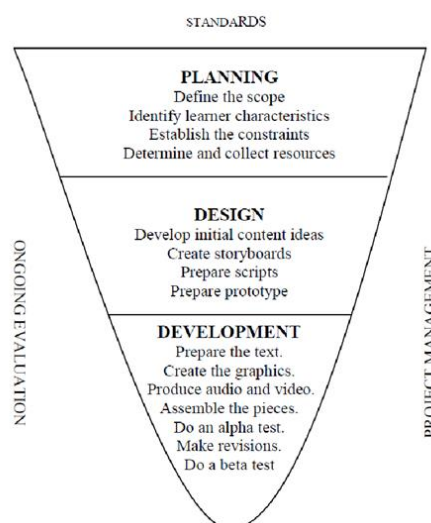 STANDARDS
PLANNING
Define the scope
Identify learner characteristics
Establish the constraints
Determine and collect resources
DESIGN
Develop initial content ideas
Create storyboards
Prepare scripts
Prepare prototype
DEVELOPMENT
Prepare the text.
Create the graphics.
Produce audio and video.
Assemble the pieces.
Do an alpha test.
Make revisions.
Do a beta test
ONGOING EVALUATION
PROJECT MANAGEMENT